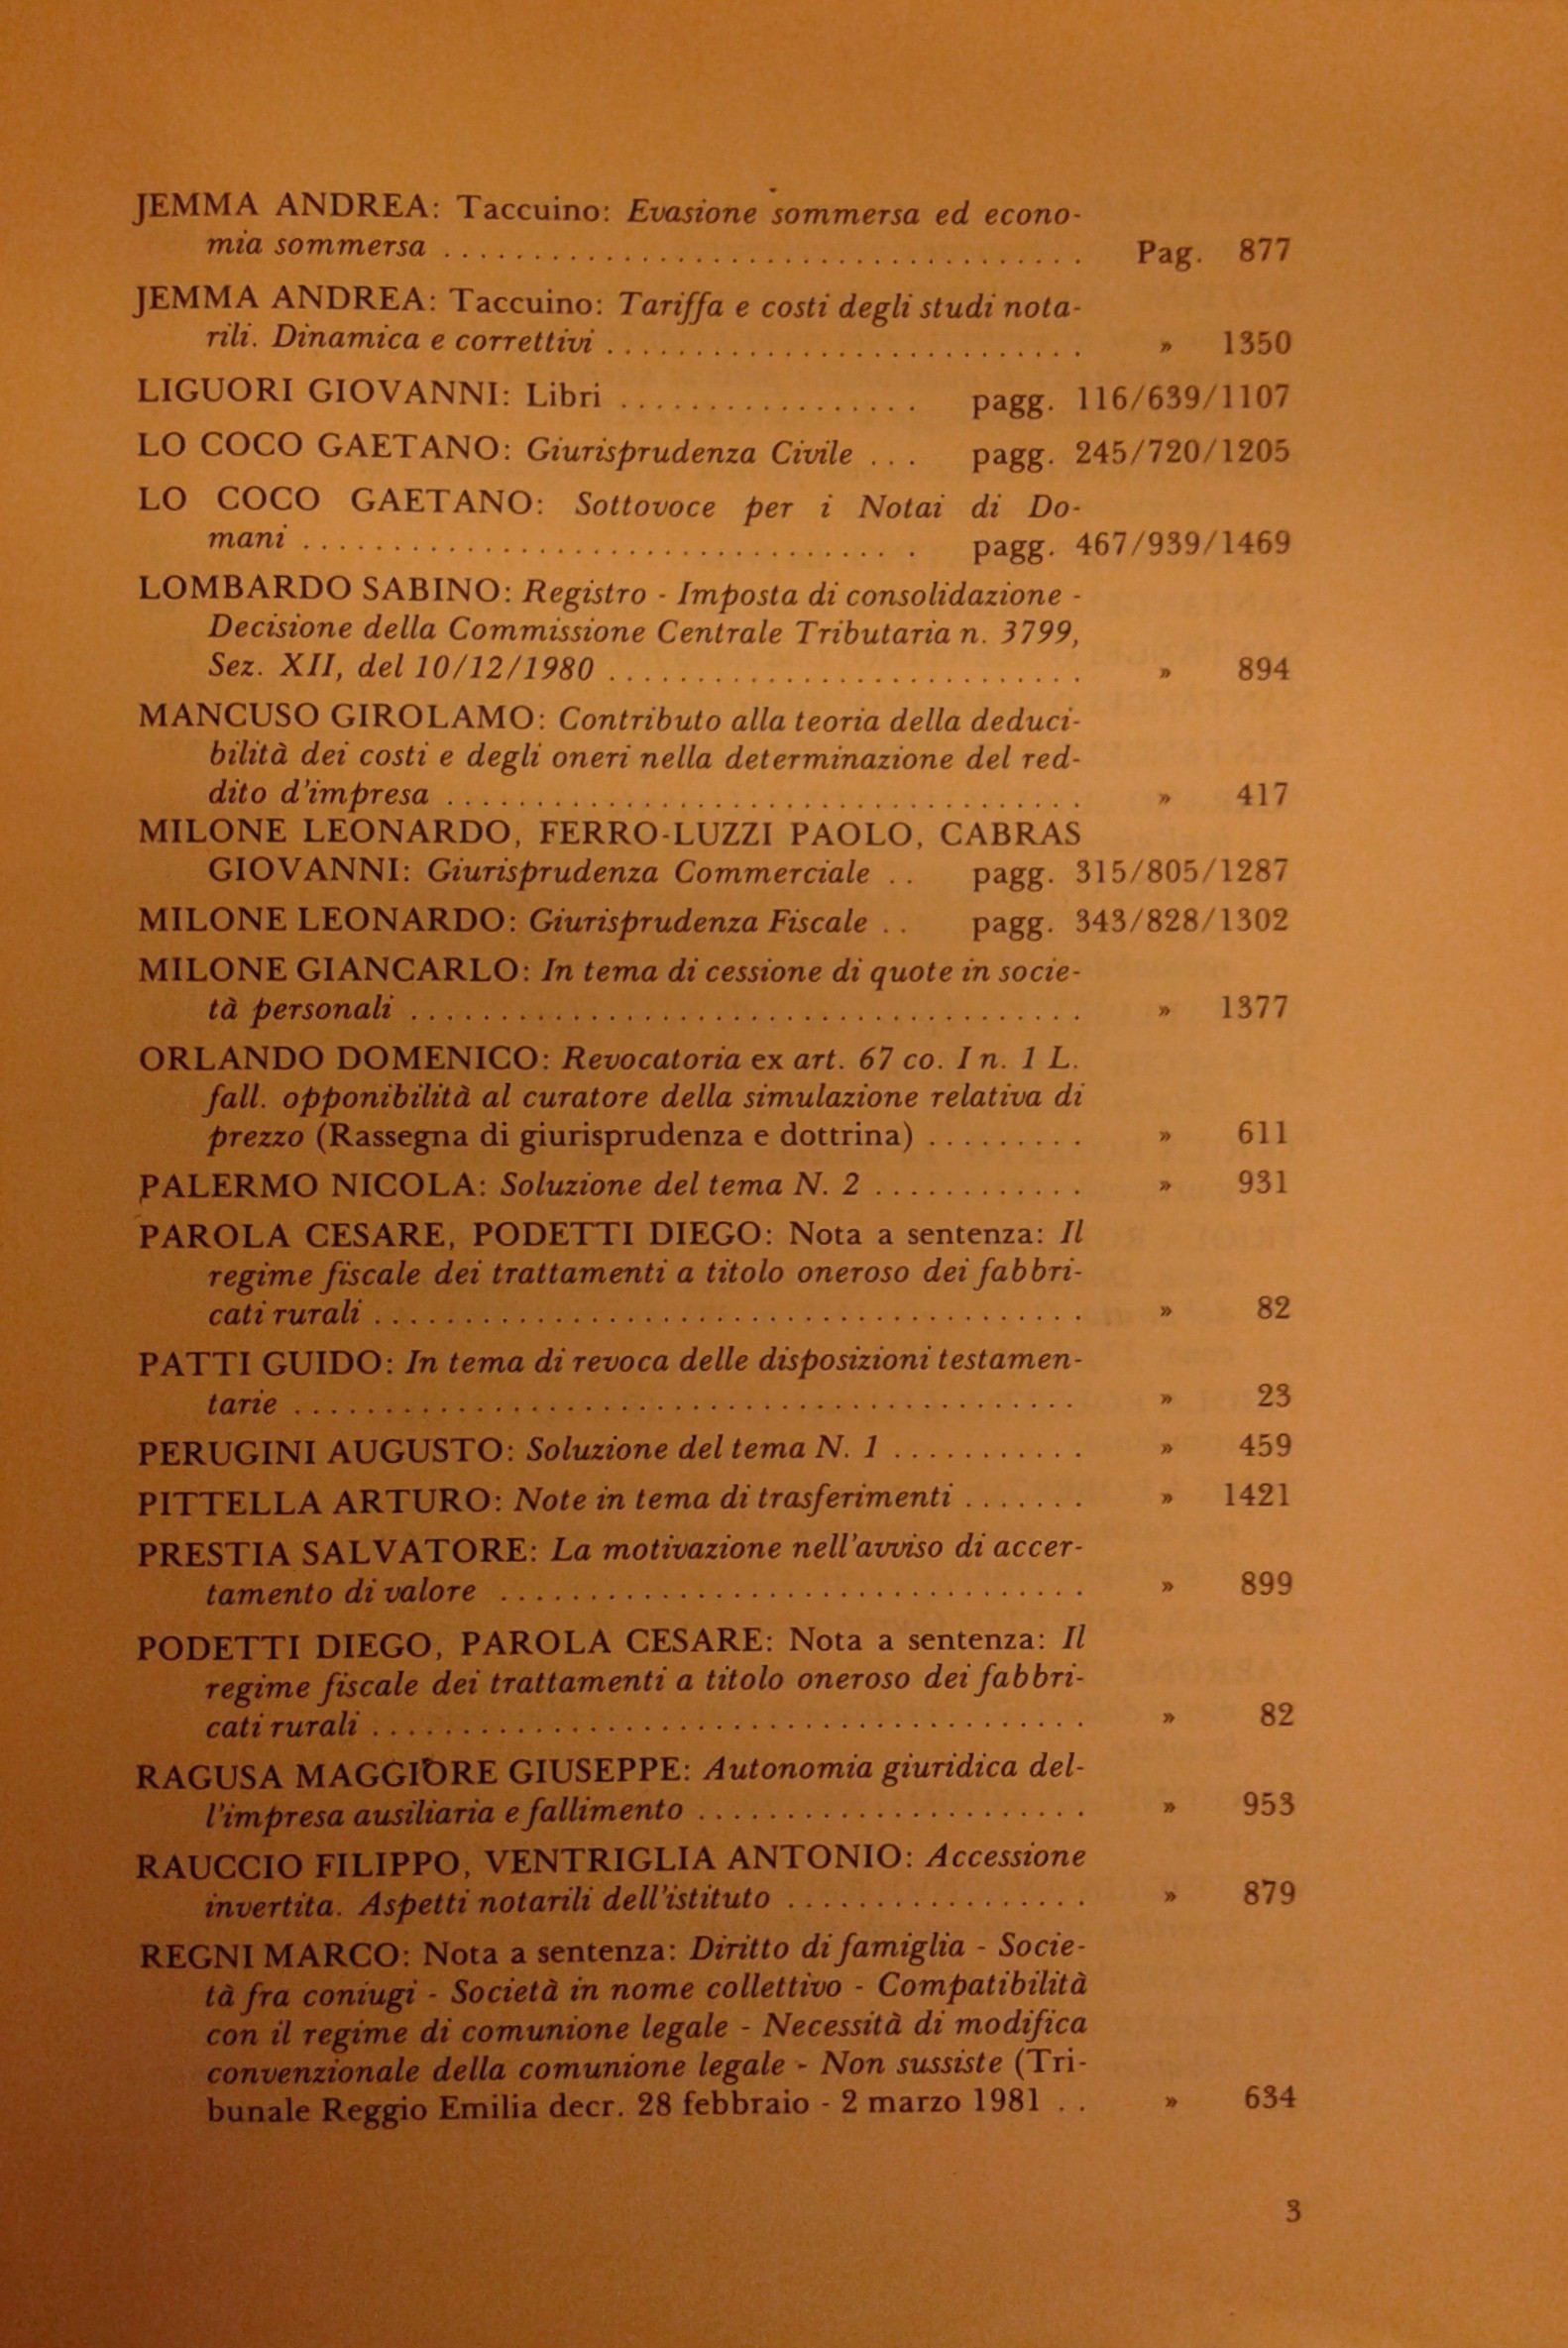 JEMMA ANDREA: Taccuino: Evasione sommersa ed econo-
mia sommersa ..................................... Pag. 877
JEMMA ANDREA: Taccuino: Tariffa e costi degli studi nota-
rili. Dinamica e correttivi ............................ » 1350
LIGUORI GIOVANNI: Libri ................. pagg. 116/639/1107
LO COCO GAETANO: Giurisprudenza Civile ... pagg. 245/720/1205
LO COCO GAETANO: Sottovoce per i Notai di Do-
mani ................................... pagg. 467/939/1469
LOMBARDO SABINO: Registro - Imposta di consolidazione -
Decisione della Commissione Centrale Tributaria n. 3799,
Sez. XII, del 10/12/1980 ............................ » 894
MANCUSO GIROLAMO: Contributo alla teoria della deduci-
bilità dei costi e degli oneri nella determinazione del red-
dito d'impresa ..................................... » 417
MILONE LEONARDO, FERRO-LUZZI PAOLO, CABRAS
GIOVANNI: Giurisprudenza Commerciale .. pagg. 315/805/1287
MILONE LEONARDO: Giurisprudenza Fiscale .. pagg. 343/828/1302
MILONE GIANCARLO: In tema di cessione di quote in socie-
tà personali ....................................... » 1377
ORLANDO DOMENICO: Revocatoria ex art. 67 co. I n. 1 L.
fall. opponibilità al curatore della simulazione relativa di
prezzo (Rassegna di giurisprudenza e dottrina) ......... » 611
PALERMO NICOLA: Soluzione del tema N. 2 ............ » 931
PAROLA CESARE, PODETTI DIEGO: Nota a sentenza: Il
regime fiscale dei trattamenti a titolo oneroso dei fabbri-
cati rurali ......................................... » 82
PATTI GUIDO: In tema di revoca delle disposizioni testamen-
tarie ............................................. » 23
PERUGINI AUGUSTO: Soluzione del tema N. 1 ........... » 459
PITTELLA ARTURO: Note in tema di trasferimenti ....... » 1421
PRESTIA SALVATORE: La motivazione nell'avviso di accer-
tamento di valore .................................. » 899
PODETTI DIEGO, PAROLA CESARE: Nota a sentenza: Il
regime fiscale dei trattamenti a titolo oneroso dei fabbri-
cati rurali ......................................... » 82
RAGUSA MAGGIORE GIUSEPPE: Autonomia giuridica del-
l'impresa ausiliaria e fallimento ...................... » 953
RAUCCIO FILIPPO, VENTRIGLIA ANTONIO: Accessione
invertita. Aspetti notarili dell'istituto ................. » 879
REGNI MARCO: Nota a sentenza: Diritto di famiglia - Socie-
tà fra coniugi - Società in nome collettivo - Compatibilità
con il regime di comunione legale - Necessità di modifica
convenzionale della comunione legale - Non sussiste (Tri-
bunale Reggio Emilia decr. 28 febbraio - 2 marzo 1981 .. » 634
3